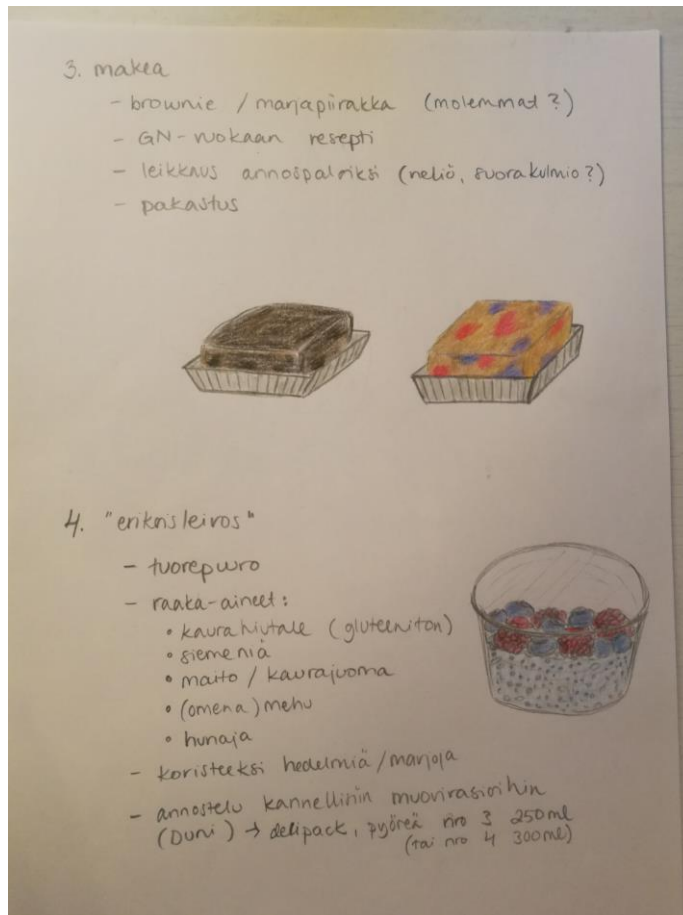 3. makea
- brownie / marjapiirakka (molemmat?)
- GN-vuokaan resepti
- leikkaus annospaloiksi (neliö, suorakulmio?)
- pakastus
4. "erikoisleivos"
- tuorepuuro
- raaka-aineet:
• kaurahiutale (gluteeniton)
• siemeniä
• maito / kaurajuoma
• (omena)mehu
• hunaja
- koristeeksi hedelmiä/marjoja
- annostelu kannellisiin muovirasioihin
(Duni) → delipack, pyöreä nro 3 250ml
(tai nro 4 300ml)